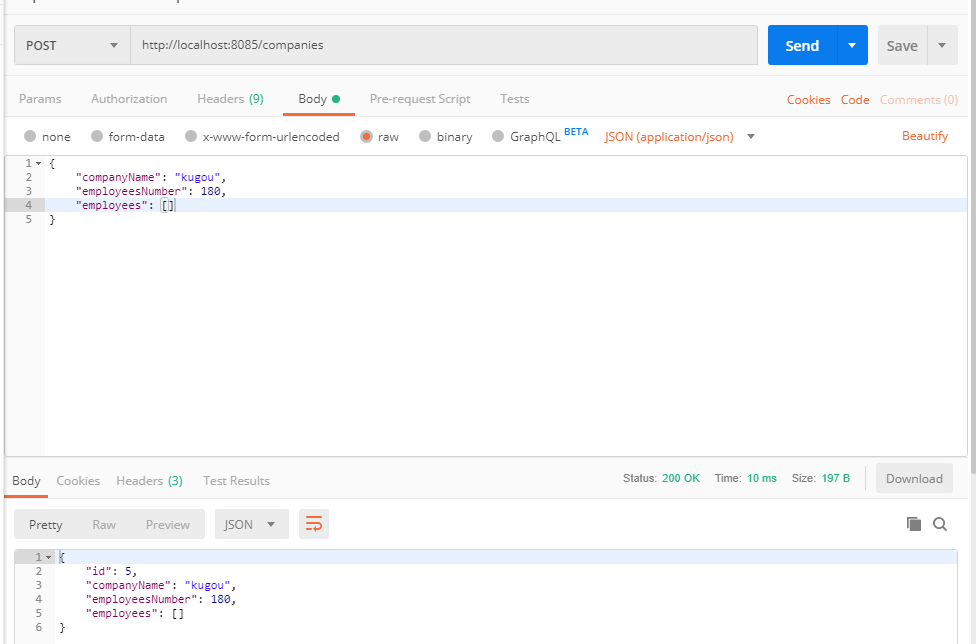 POST http://localhost:8085/companies Send Save
Params Authorization Headers (9) Body Pre-request Script Tests Cookies Code Comments (0)
none form-data x-www-form-urlencoded raw binary GraphQL BETA JSON (application/json) Beautify
1 {
2 "companyName": "kugou",
3 "employeesNumber": 180,
4 "employees": []
5 }
Body Cookies Headers (3) Test Results Status: 200 OK Time: 10 ms Size: 197 B Download
Pretty Raw Preview JSON
1 {
2 "id": 5,
3 "companyName": "kugou",
4 "employeesNumber": 180,
5 "employees": []
6 }